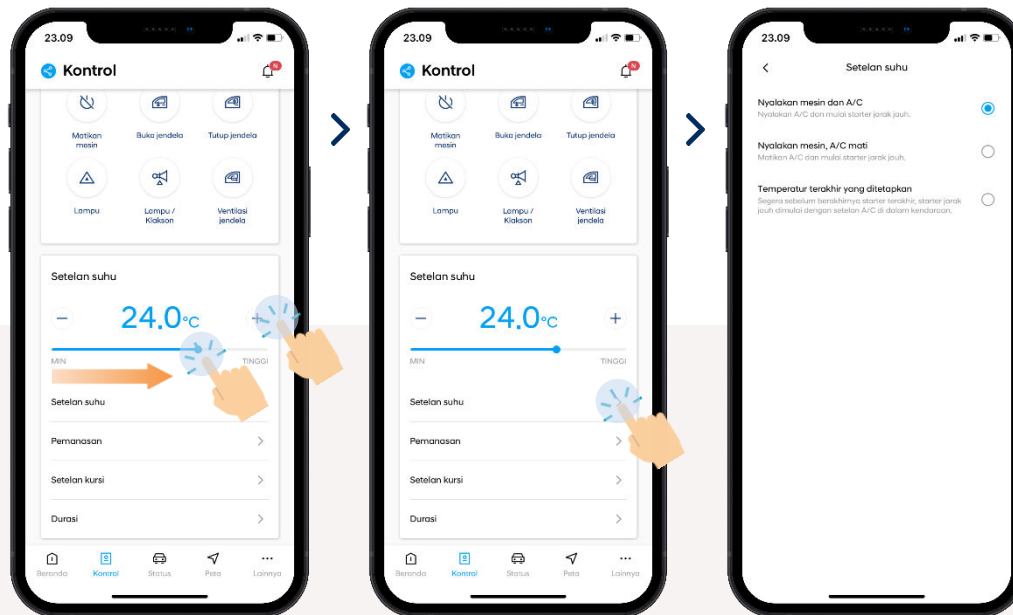 23.09
Kontrol
N
Matikan
mesin
Buka jendela
Tutup jendela
Lampu
Lampu /
Klakson
Ventilasi
jendela
Setelan suhu
− 24.0°C +
MIN
TINGGI
Setelan suhu
Pemanasan
Setelan kursi
Durasi
Beranda
Kontrol
Status
Peta
Lainnya
23.09
Kontrol
N
Matikan
mesin
Buka jendela
Tutup jendela
Lampu
Lampu /
Klakson
Ventilasi
jendela
Setelan suhu
− 24.0°C +
MIN
TINGGI
Setelan suhu
Pemanasan
Setelan kursi
Durasi
Beranda
Kontrol
Status
Peta
Lainnya
23.09
Setelan suhu
Nyalakan mesin dan A/C
Nyalakan A/C dan mulai starter jarak jauh.
Nyalakan mesin, A/C mati
Matikan A/C dan mulai starter jarak jauh.
Temperatur terakhir yang ditetapkan
Segera sebelum berakhirnya starter terakhir, starter jarak
jauh dimulai dengan setelan A/C di dalam kendaraan.